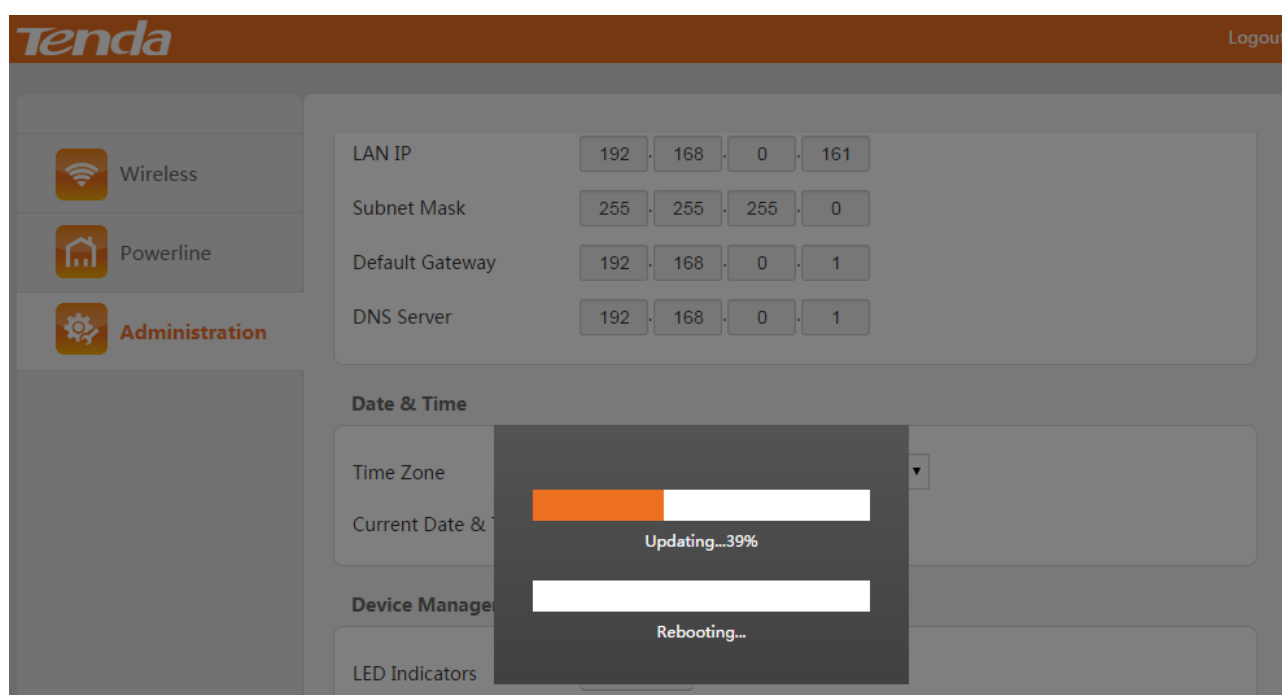 Tenda
Logout
Wireless
Powerline
Administration
LAN IP 192 . 168 . 0 . 161
Subnet Mask 255 . 255 . 255 . 0
Default Gateway 192 . 168 . 0 . 1
DNS Server 192 . 168 . 0 . 1
Date & Time
Time Zone
Current Date &
Updating...39%
Device Manage
Rebooting...
LED Indicators